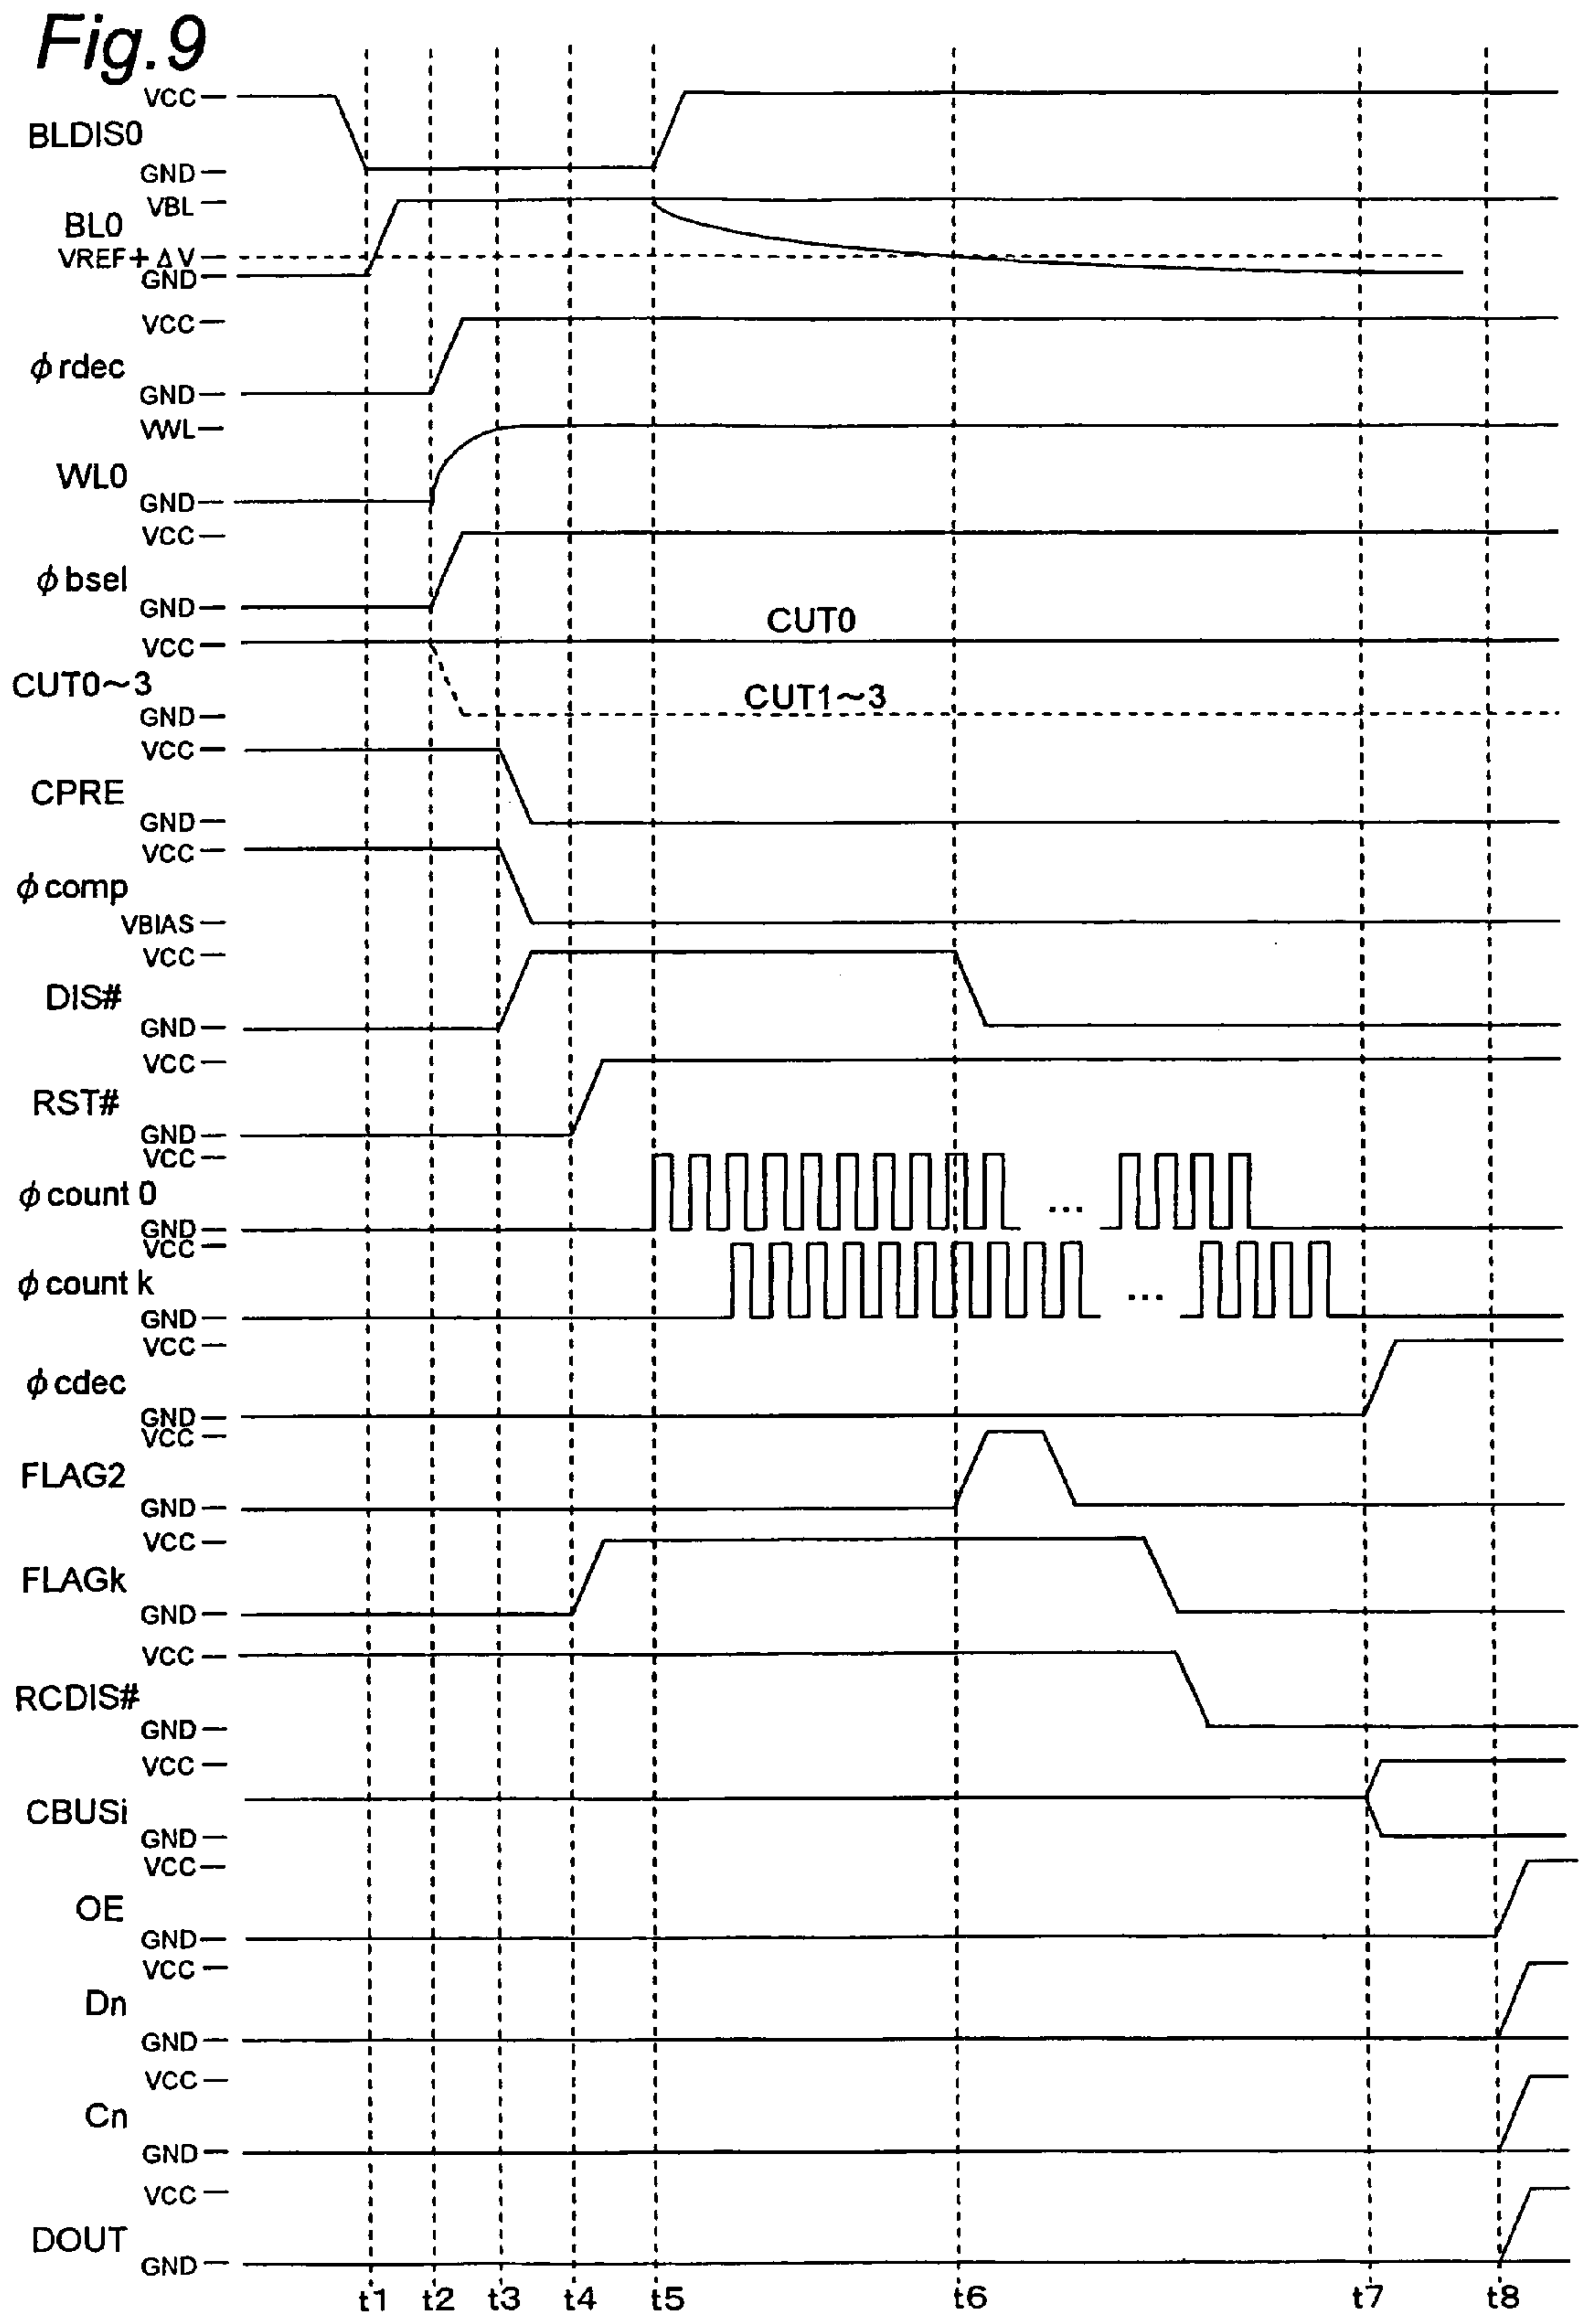 Fig.9
VCC
BLDIS0
GND
VBL
BL0
VREF+ΔV
GND
VCC
ϕrdec
GND
VWL
WL0
GND
VCC
ϕbsel
GND
CUT0
VCC
CUT0~3
CUT1~3
GND
VCC
CPRE
GND
VCC
ϕcomp
VBIAS
VCC
DIS#
GND
VCC
RST#
GND
VCC
ϕcount 0
...
GND
VCC
ϕcount k
...
GND
VCC
ϕcdec
GND
VCC
FLAG2
GND
VCC
FLAGk
GND
VCC
RCDIS#
GND
VCC
CBUSi
GND
VCC
OE
GND
VCC
Dn
GND
VCC
Cn
GND
VCC
DOUT
GND
t1 t2 t3 t4 t5 t6 t7 t8